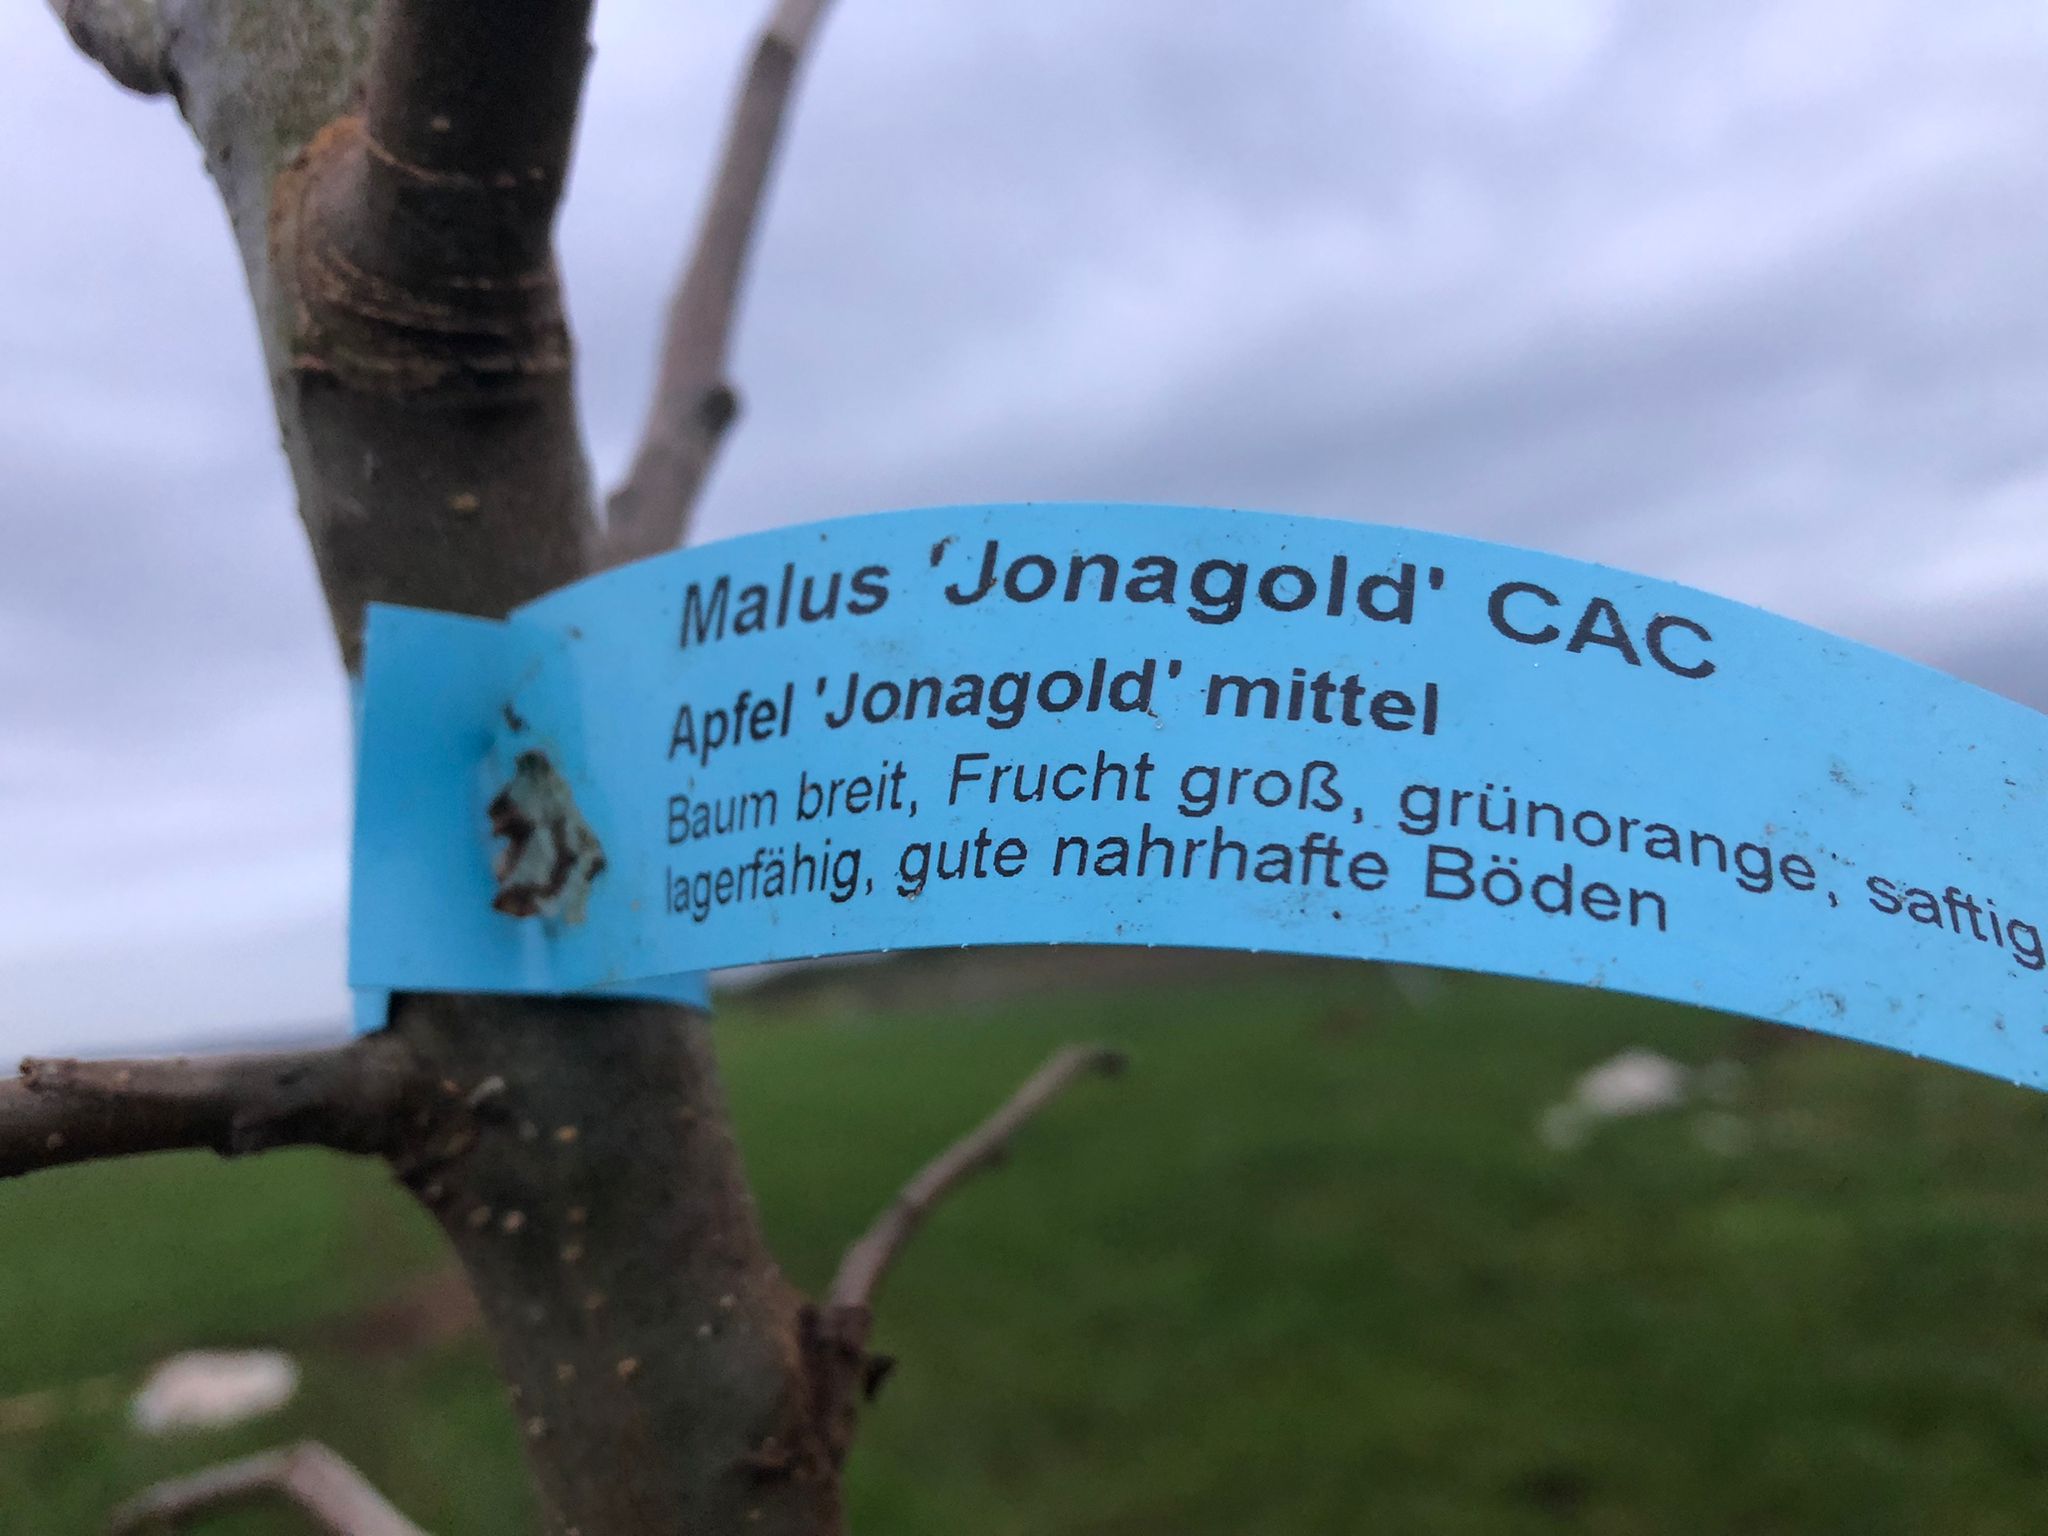 Malus 'Jonagold' CAC
Apfel 'Jonagold' mittel
Baum breit, Frucht groß, grünorange, saftig
lagerfähig, gute nahrhafte Böden